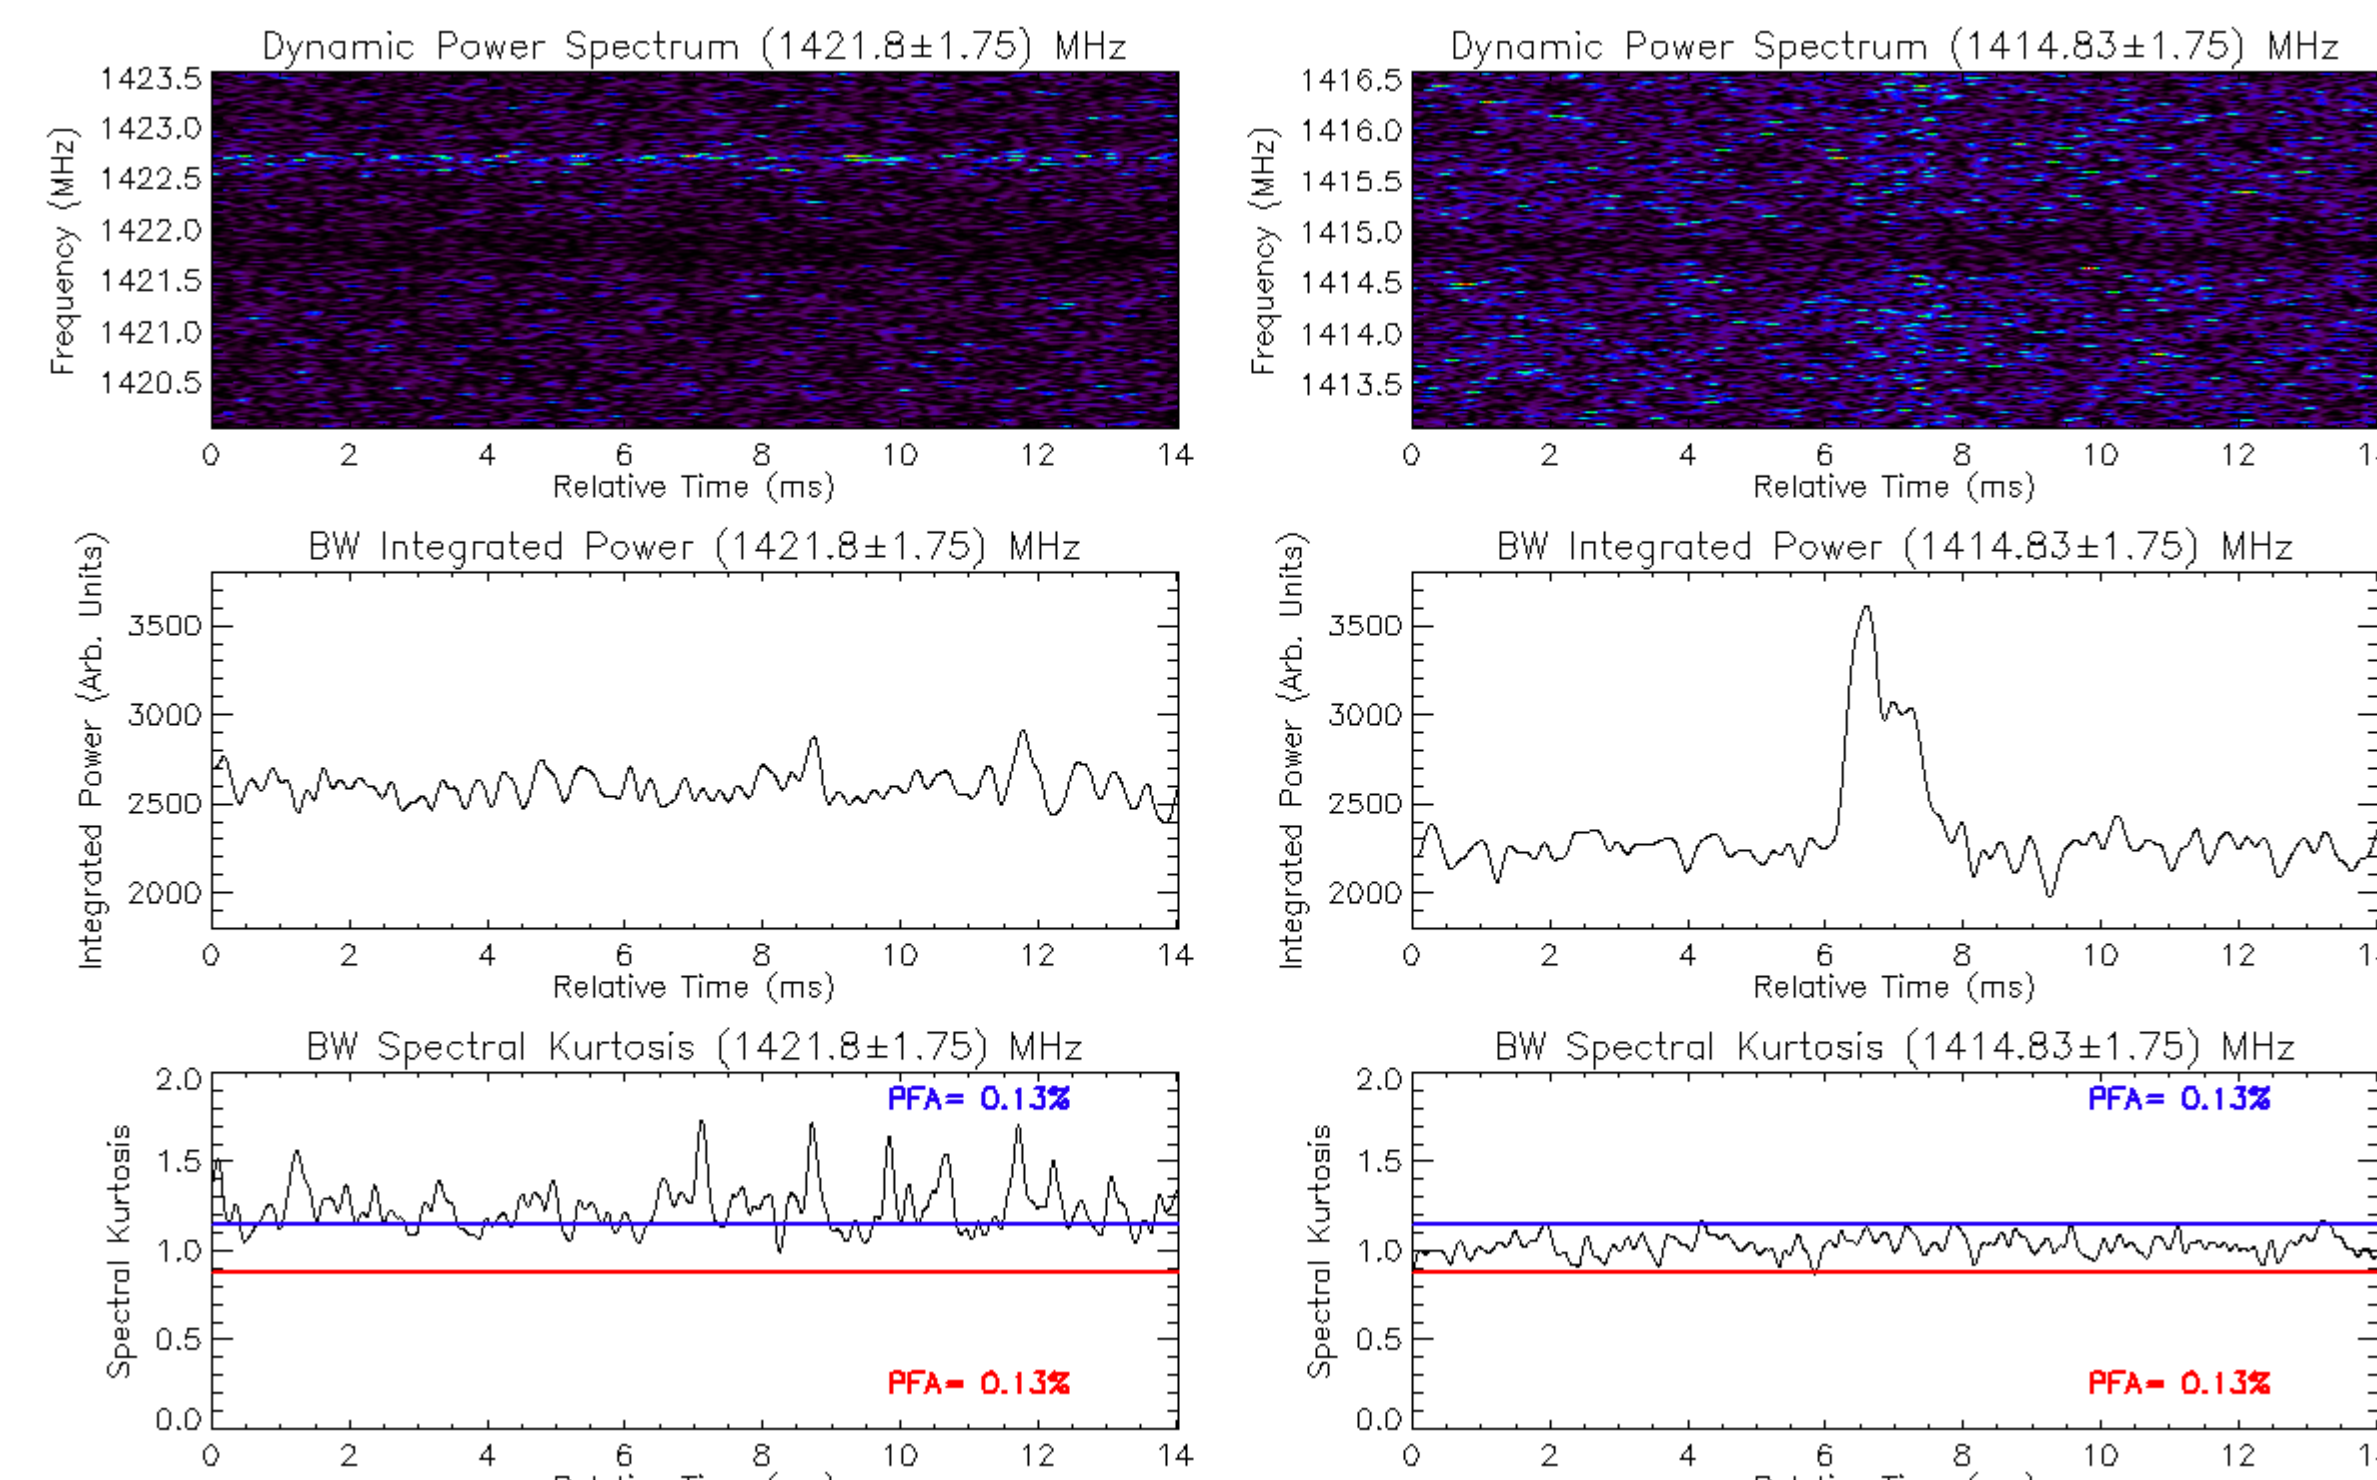 Dynamic Power Spectrum (1421.8±1.75) MHz
Frequency (MHz)
1423.5
1423.0
1422.5
1422.0
1421.5
1421.0
1420.5
0 2 4 6 8 10 12 14
Relative Time (ms)
Dynamic Power Spectrum (1414.83±1.75) MHz
Frequency (MHz)
1416.5
1416.0
1415.5
1415.0
1414.5
1414.0
1413.5
0 2 4 6 8 10 12
Relative Time (ms)
BW Integrated Power (1421.8±1.75) MHz
Integrated Power (Arb. Units)
3500
3000
2500
2000
0 2 4 6 8 10 12 14
Relative Time (ms)
BW Integrated Power (1414.83±1.75) MHz
Integrated Power (Arb. Units)
3500
3000
2500
2000
0 2 4 6 8 10 12
Relative Time (ms)
BW Spectral Kurtosis (1421.8±1.75) MHz
Spectral Kurtosis
2.0
1.5
1.0
0.5
0.0
PFA= 0.13%
PFA= 0.13%
0 2 4 6 8 10 12 14
BW Spectral Kurtosis (1414.83±1.75) MHz
Spectral Kurtosis
2.0
1.5
1.0
0.5
0.0
PFA= 0.13%
PFA= 0.13%
0 2 4 6 8 10 12